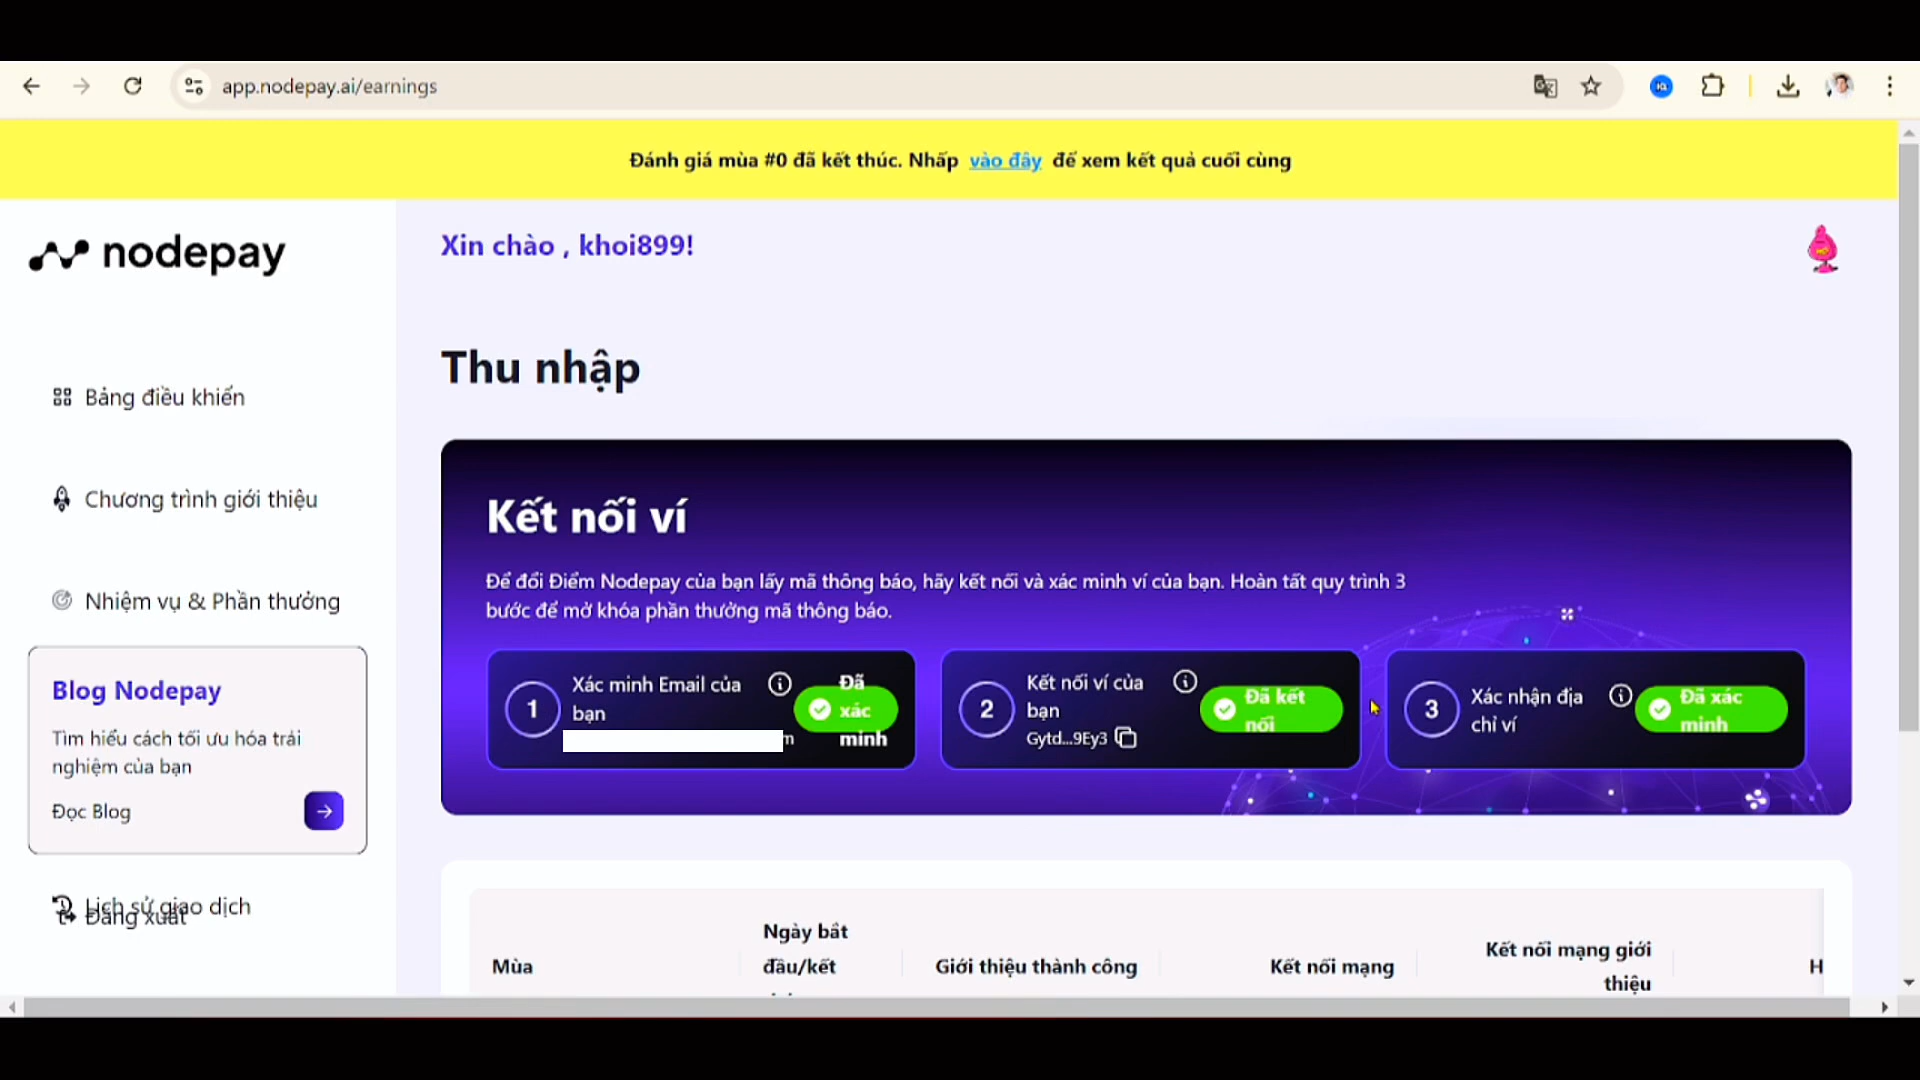 app.nodepay.ai/earnings
Đánh giá mùa #0 đã kết thúc. Nhấp vào đây để xem kết quả cuối cùng
nodepay
Xin chào , khoi899!
Thu nhập
Bảng điều khiển
Chương trình giới thiệu
Nhiệm vụ & Phần thưởng
Blog Nodepay
Tìm hiểu cách tối ưu hóa trải
nghiệm của bạn
Đọc Blog
Lịch sử giao dịch
Đăng xuất
Kết nối ví
Để đổi Điểm Nodepay của bạn lấy mã thông báo, hãy kết nối và xác minh ví của bạn. Hoàn tất quy trình 3
bước để mở khóa phần thưởng mã thông báo.
1
Xác minh Email của
bạn
m
Đã
xác
minh
2
Kết nối ví của
bạn
Gytd...9Ey3
Đã kết
nối
3
Xác nhận địa
chỉ ví
Đã xác
minh
Mùa
Ngày bắt
đầu/kết
Giới thiệu thành công
Kết nối mạng
Kết nối mạng giới
thiệu
H